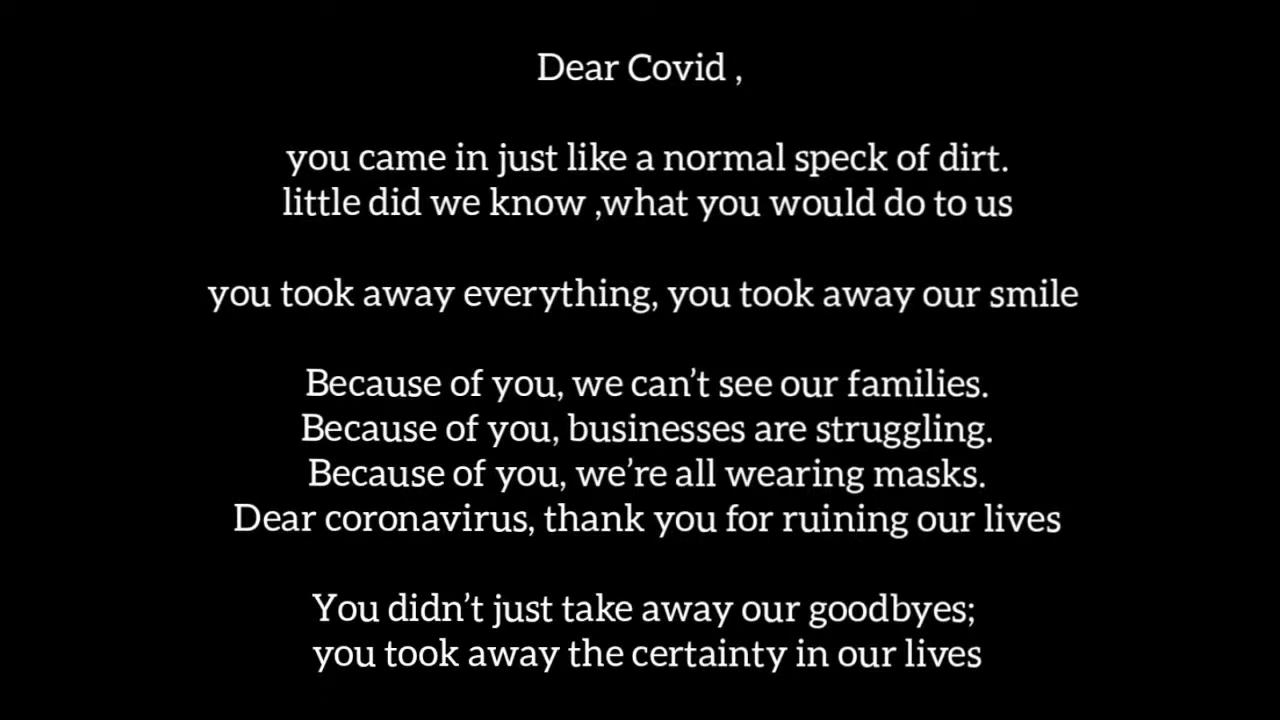 Dear Covid ,
you came in just like a normal speck of dirt.
little did we know ,what you would do to us
you took away everything, you took away our smile
Because of you, we can’t see our families.
Because of you, businesses are struggling.
Because of you, we’re all wearing masks.
Dear coronavirus, thank you for ruining our lives
You didn’t just take away our goodbyes;
you took away the certainty in our lives